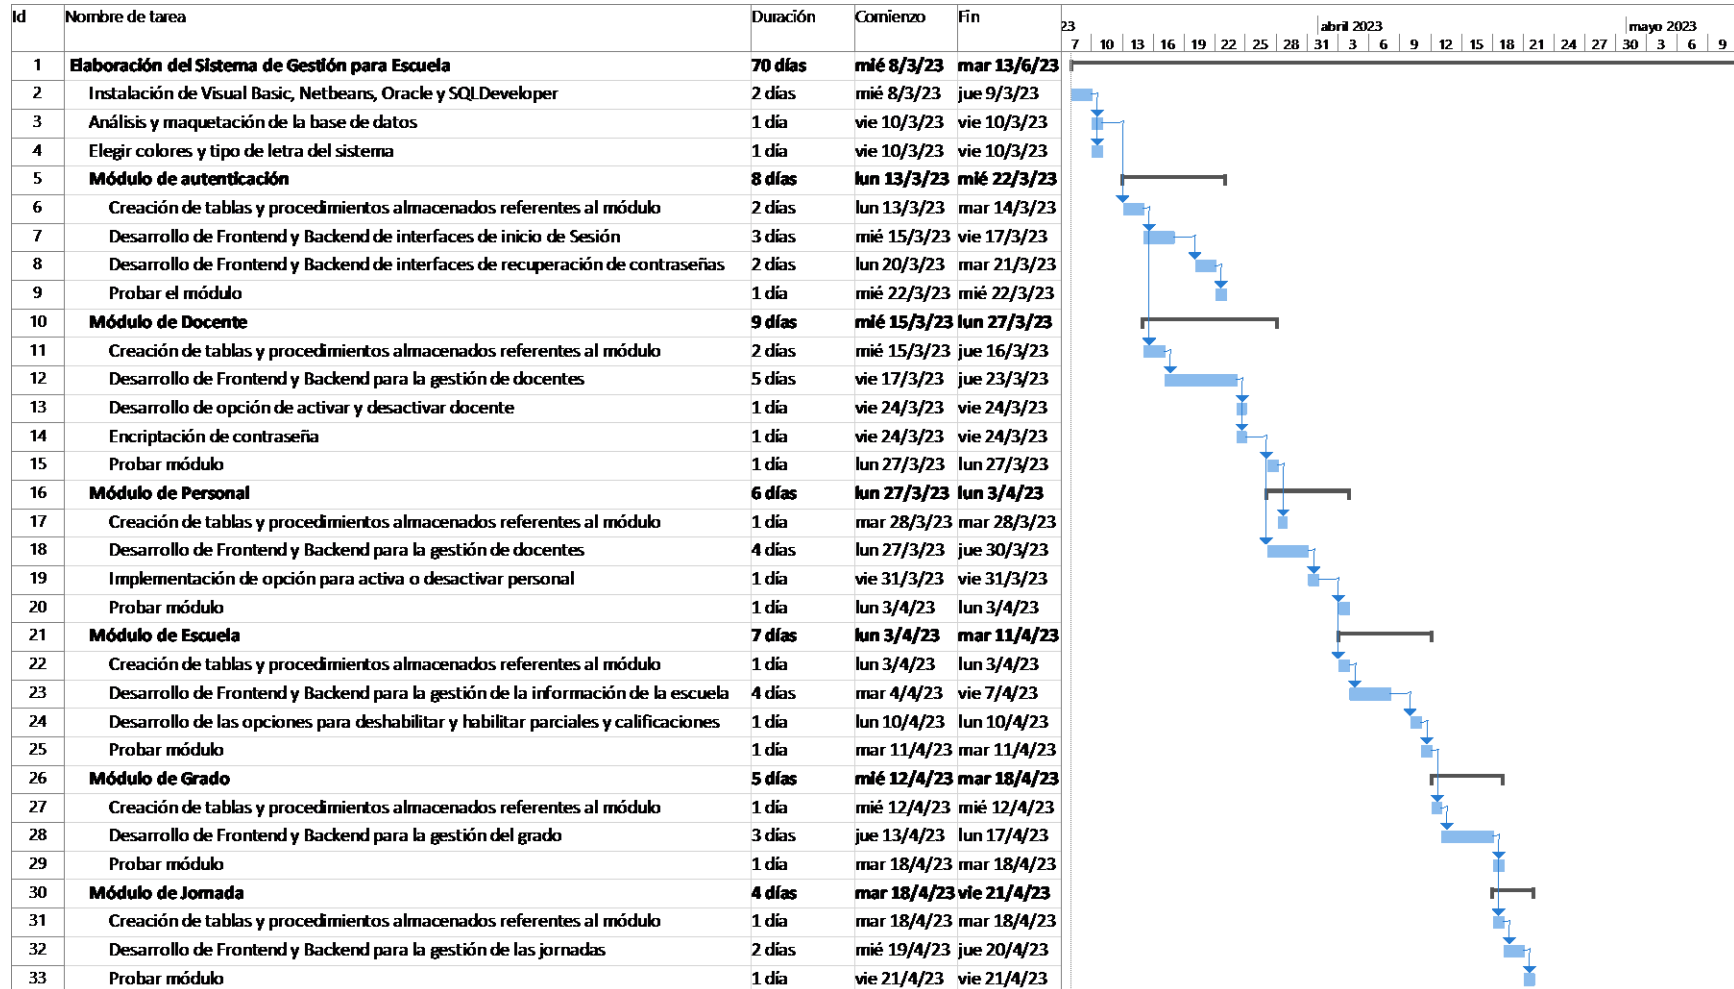 Id Nombre de tarea Duración Comienzo Fin
23 abril 2023 mayo 2023
7 10 13 16 19 22 25 28 31 3 6 9 12 15 18 21 24 27 30 3 6 9
1 Elaboración del Sistema de Gestión para Escuela 70 días mié 8/3/23 mar 13/6/23
2 Instalación de Visual Basic, Netbeans, Oracle y SQLDeveloper 2 días mié 8/3/23 jue 9/3/23
3 Análisis y maquetación de la base de datos 1 día vie 10/3/23 vie 10/3/23
4 Elegir colores y tipo de letra del sistema 1 día vie 10/3/23 vie 10/3/23
5 Módulo de autenticación 8 días lun 13/3/23 mié 22/3/23
6 Creación de tablas y procedimientos almacenados referentes al módulo 2 días lun 13/3/23 mar 14/3/23
7 Desarrollo de Frontend y Backend de interfaces de inicio de Sesión 3 días mié 15/3/23 vie 17/3/23
8 Desarrollo de Frontend y Backend de interfaces de recuperación de contraseñas 2 días lun 20/3/23 mar 21/3/23
9 Probar el módulo 1 día mié 22/3/23 mié 22/3/23
10 Módulo de Docente 9 días mié 15/3/23 lun 27/3/23
11 Creación de tablas y procedimientos almacenados referentes al módulo 2 días mié 15/3/23 jue 16/3/23
12 Desarrollo de Frontend y Backend para la gestión de docentes 5 días vie 17/3/23 jue 23/3/23
13 Desarrollo de opción de activar y desactivar docente 1 día vie 24/3/23 vie 24/3/23
14 Encriptación de contraseña 1 día vie 24/3/23 vie 24/3/23
15 Probar módulo 1 día lun 27/3/23 lun 27/3/23
16 Módulo de Personal 6 días lun 27/3/23 lun 3/4/23
17 Creación de tablas y procedimientos almacenados referentes al módulo 1 día mar 28/3/23 mar 28/3/23
18 Desarrollo de Frontend y Backend para la gestión de docentes 4 días lun 27/3/23 jue 30/3/23
19 Implementación de opción para activa o desactivar personal 1 día vie 31/3/23 vie 31/3/23
20 Probar módulo 1 día lun 3/4/23 lun 3/4/23
21 Módulo de Escuela 7 días lun 3/4/23 mar 11/4/23
22 Creación de tablas y procedimientos almacenados referentes al módulo 1 día lun 3/4/23 lun 3/4/23
23 Desarrollo de Frontend y Backend para la gestión de la información de la escuela 4 días mar 4/4/23 vie 7/4/23
24 Desarrollo de las opciones para deshabilitar y habilitar parciales y calificaciones 1 día lun 10/4/23 lun 10/4/23
25 Probar módulo 1 día mar 11/4/23 mar 11/4/23
26 Módulo de Grado 5 días mié 12/4/23 mar 18/4/23
27 Creación de tablas y procedimientos almacenados referentes al módulo 1 día mié 12/4/23 mié 12/4/23
28 Desarrollo de Frontend y Backend para la gestión del grado 3 días jue 13/4/23 lun 17/4/23
29 Probar módulo 1 día mar 18/4/23 mar 18/4/23
30 Módulo de Jornada 4 días mar 18/4/23 vie 21/4/23
31 Creación de tablas y procedimientos almacenados referentes al módulo 1 día mar 18/4/23 mar 18/4/23
32 Desarrollo de Frontend y Backend para la gestión de las jornadas 2 días mié 19/4/23 jue 20/4/23
33 Probar módulo 1 día vie 21/4/23 vie 21/4/23